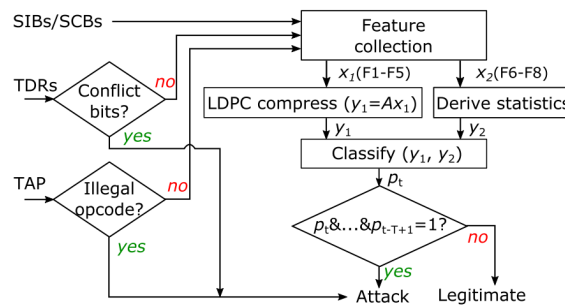 SIBs/SCBs
Feature
collection
TDRs
Conflict
bits?
no
yes
x₁(F1-F5)
x₂(F6-F8)
LDPC compress (y₁=Ax₁)
Derive statistics
y₁
y₂
Classify (y₁, y₂)
TAP
Illegal
opcode?
no
yes
pₜ
pₜ&...&pₜ₋T₊₁=1?
no
yes
Attack
Legitimate